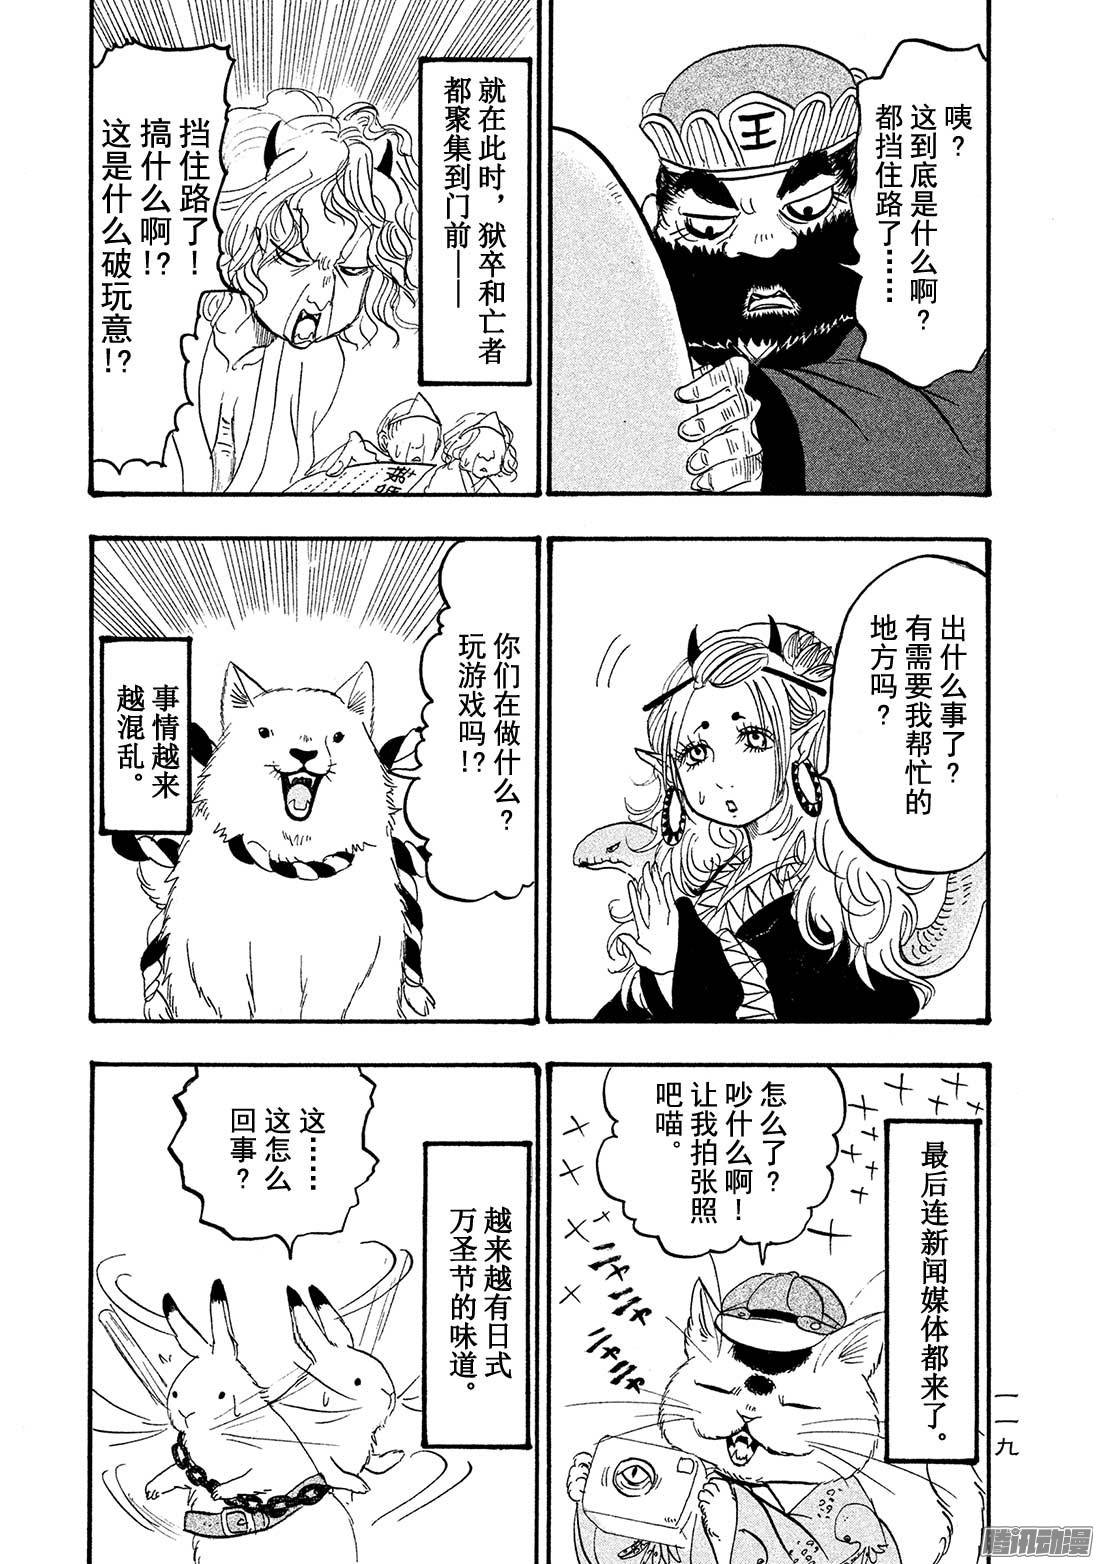 王
咦？
这到底是什么啊？
都挡住路了……
就在此时，狱卒和亡者
都聚集到门前——
挡住路了！
搞什么啊！？
这是什么破玩意！？
出什么事了？
有需要我帮忙的
地方吗？
你们在做什么？
玩游戏吗！？
事情越来
越混乱。
最后连新闻媒体都来了。
怎么了？
吵什么啊！
让我拍张照
吧喵。
ニャニャ
ニャニャ
越来越有日式
万圣节的味道。
这……
这怎么
回事？
一一九
腾讯动漫